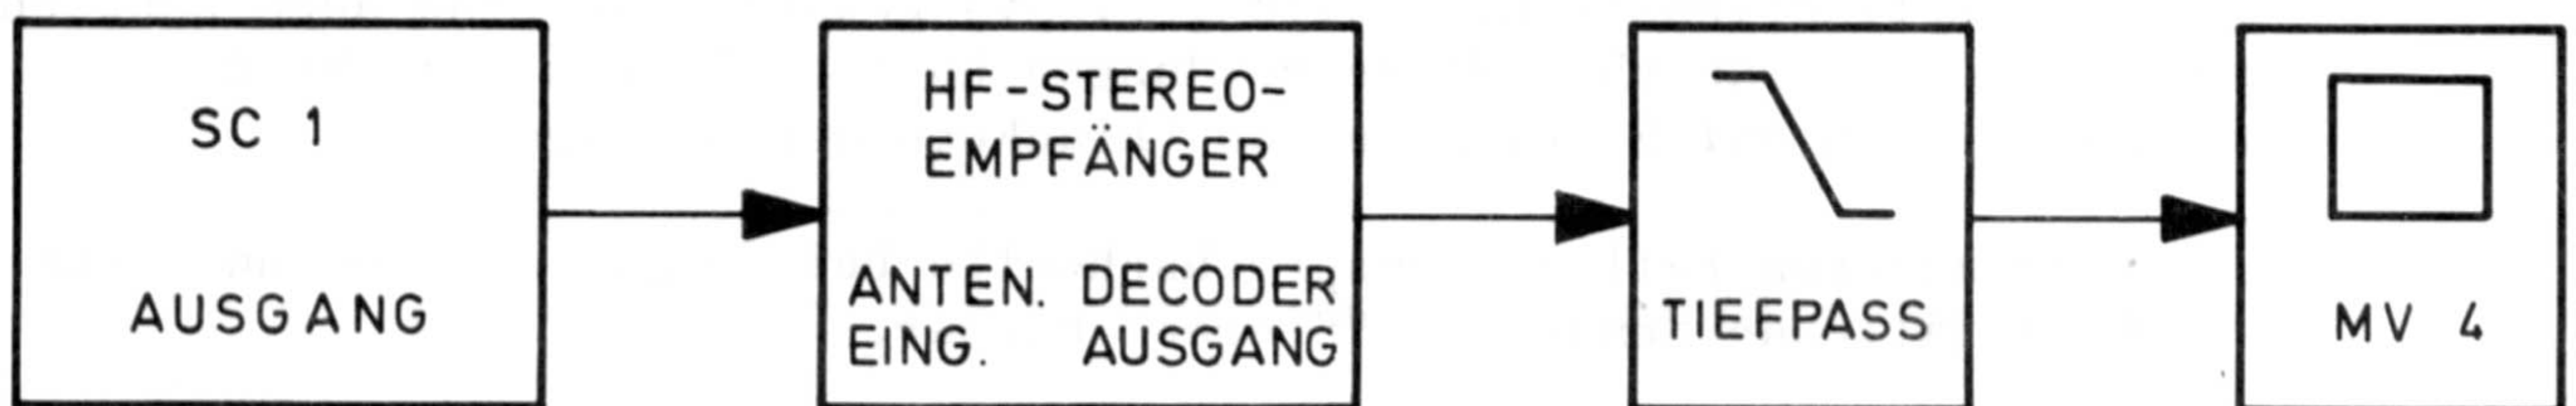 SC 1
AUSGANG
HF-STEREO-
EMPFÄNGER
ANTEN. DECODER
EING. AUSGANG
TIEFPASS
MV 4